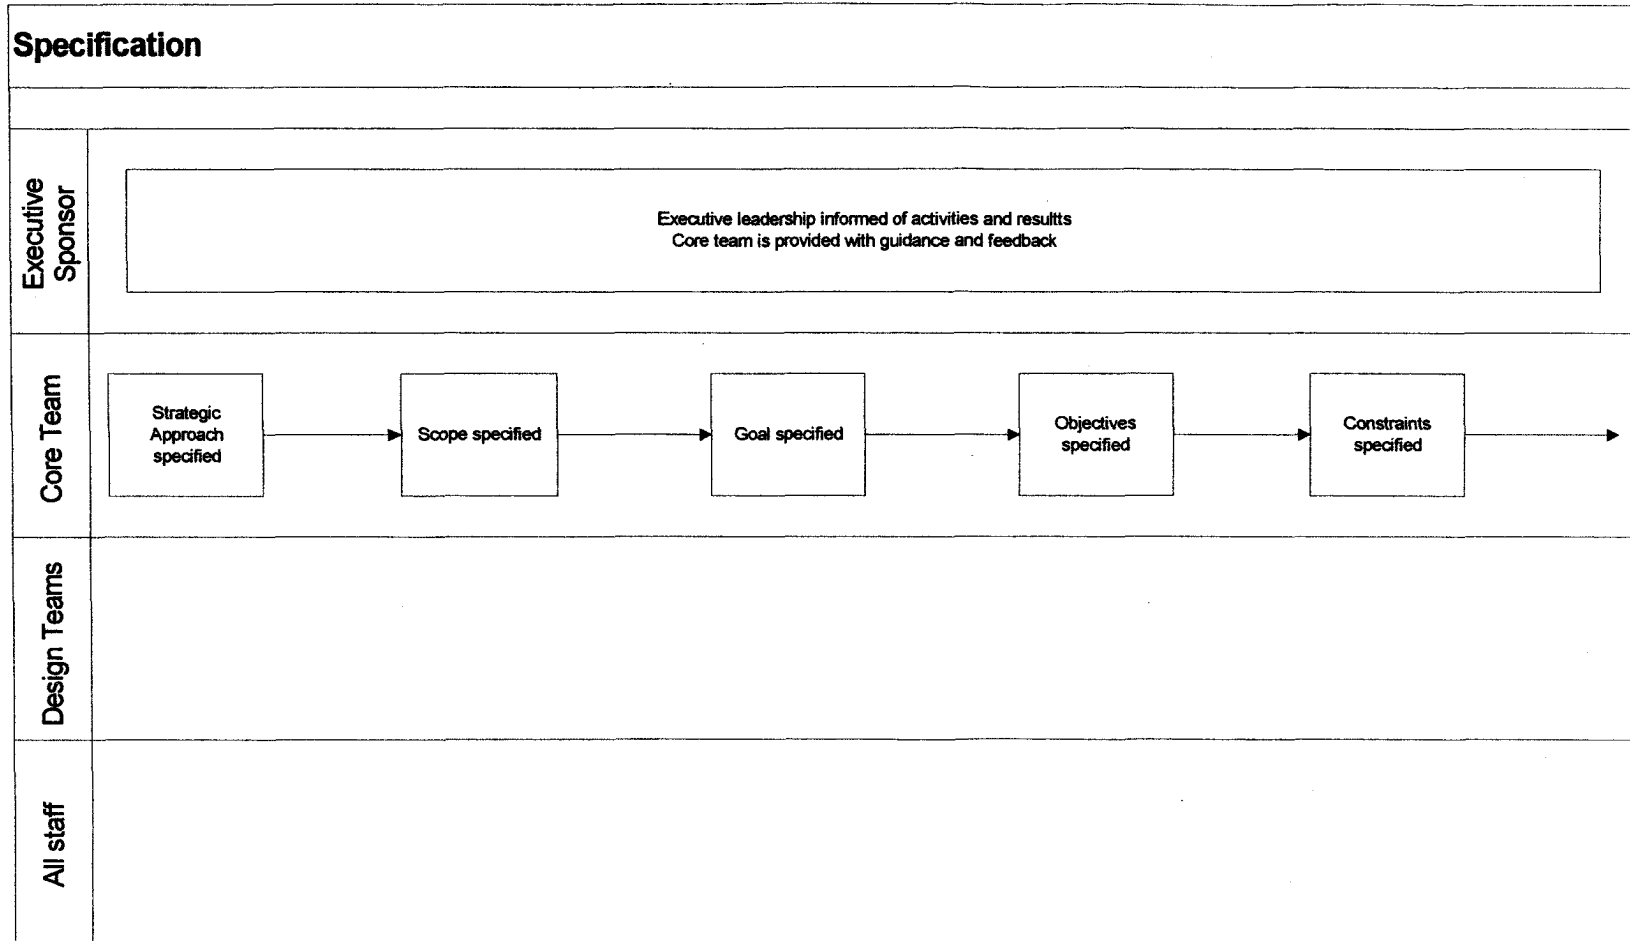 Specification
Executive
Sponsor
Executive leadership informed of activities and resultts
Core team is provided with guidance and feedback
Core Team
Strategic
Approach
specified
Scope specified
Goal specified
Objectives
specified
Constraints
specified
Design Teams
All staff